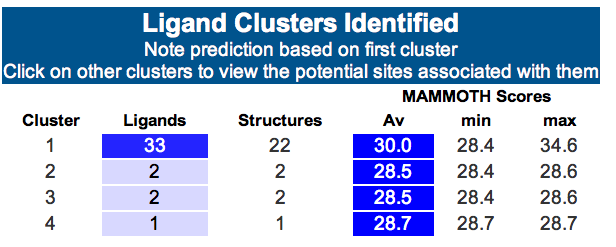 Ligand Clusters Identified
Note prediction based on first cluster
Click on other clusters to view the potential sites associated with them
MAMMOTH Scores
Cluster Ligands Structures Av min max
1 33 22 30.0 28.4 34.6
2 2 2 28.5 28.4 28.6
3 2 2 28.5 28.4 28.6
4 1 1 28.7 28.7 28.7